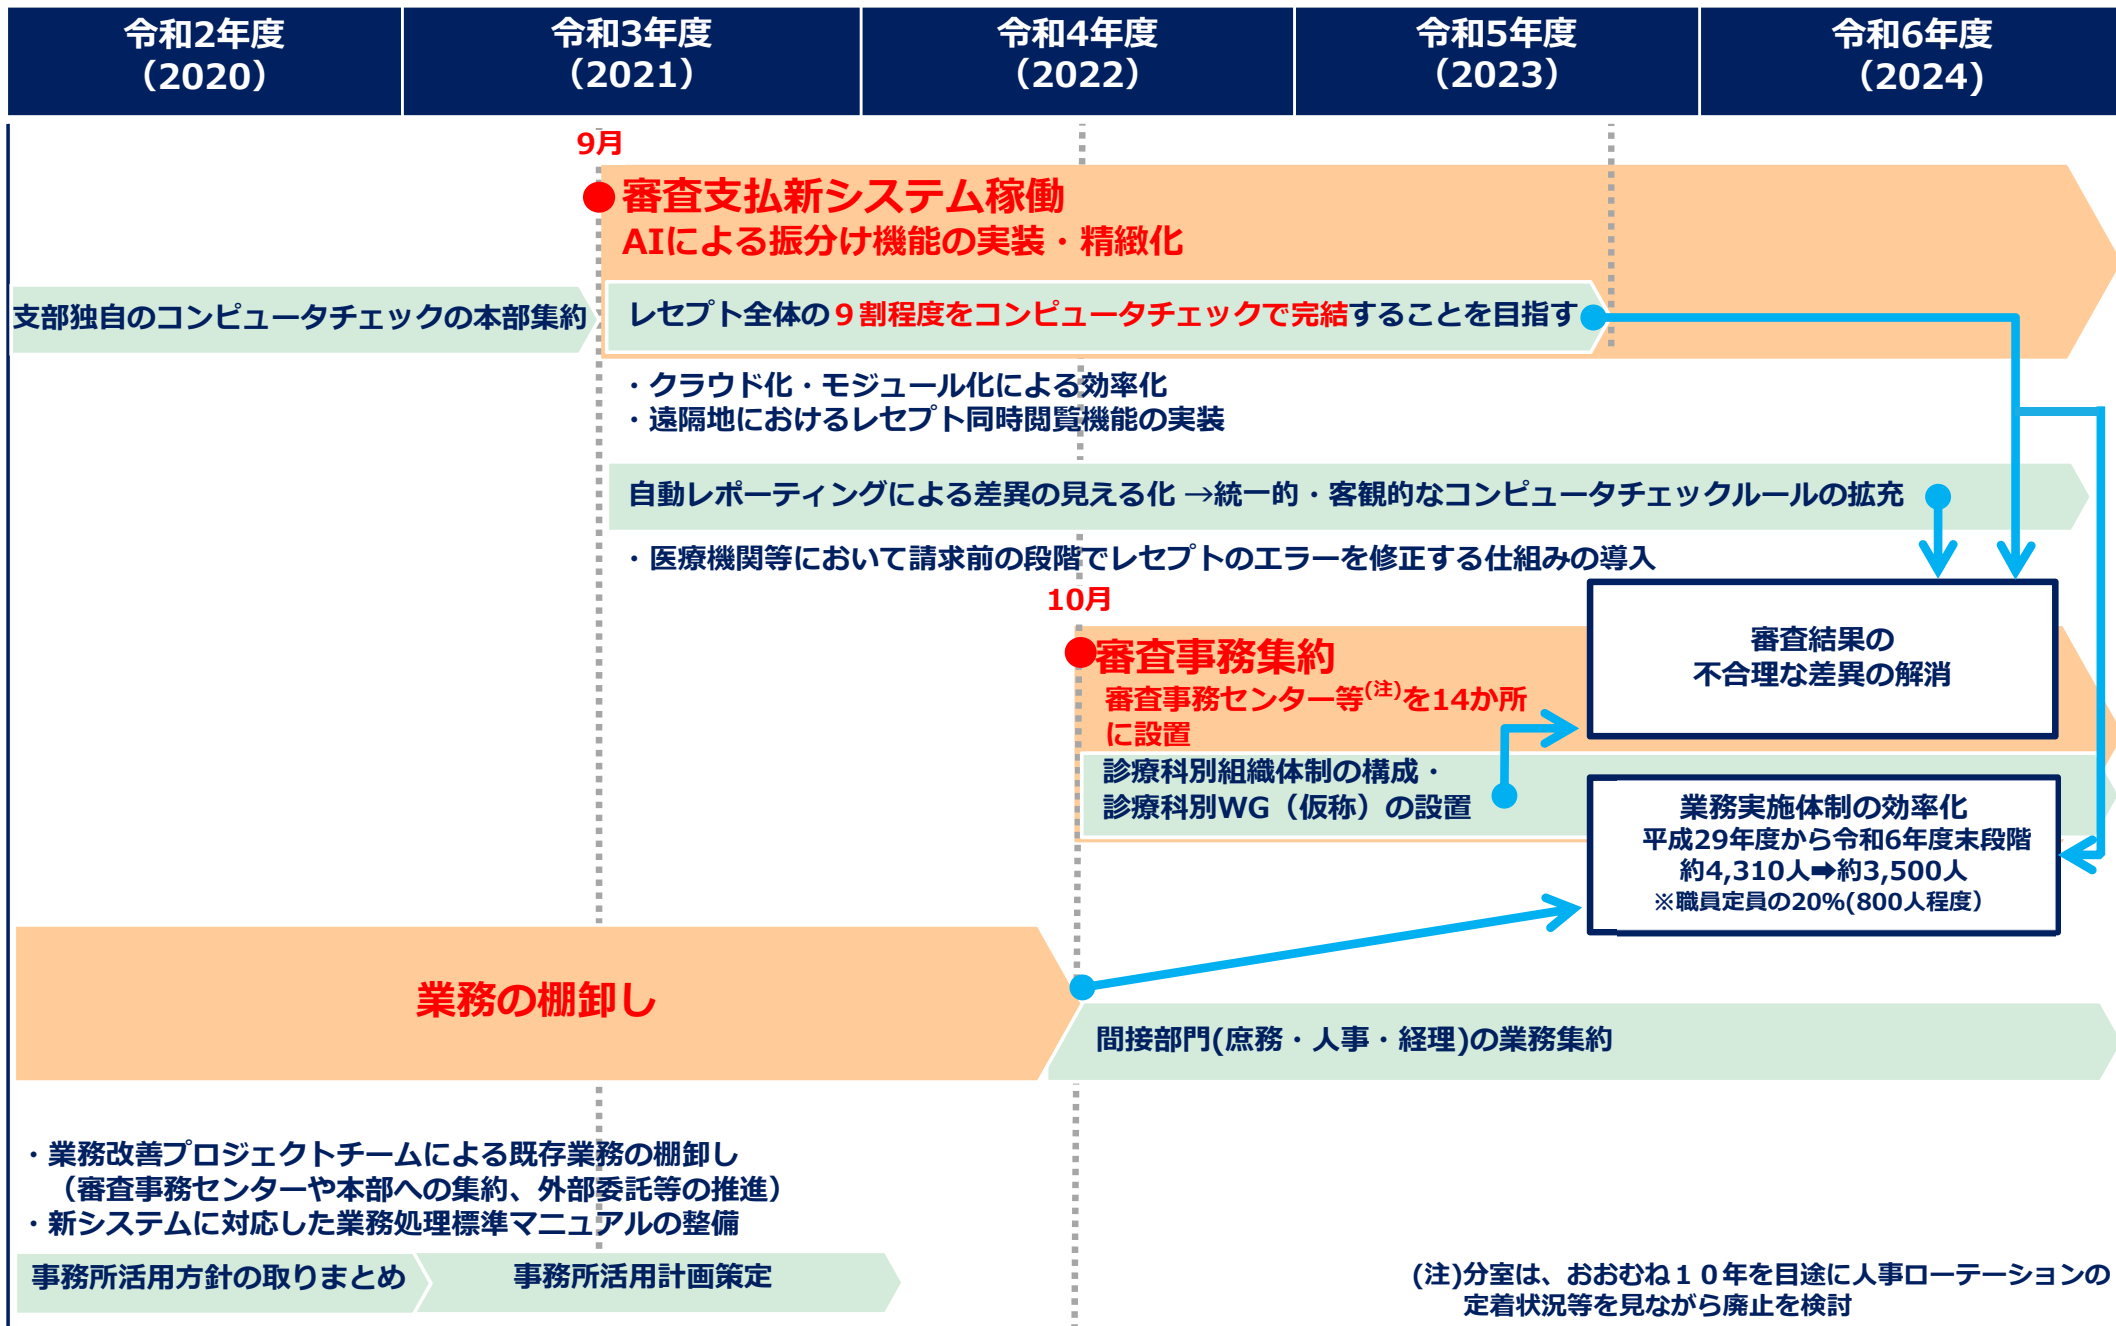 令和2年度
（2020）
令和3年度
（2021）
令和4年度
（2022）
令和5年度
（2023）
令和6年度
（2024)
9月
審査支払新システム稼働
AIによる振分け機能の実装・精緻化
支部独自のコンピュータチェックの本部集約
レセプト全体の９割程度をコンピュータチェックで完結することを目指す
・クラウド化・モジュール化による効率化
・遠隔地におけるレセプト同時閲覧機能の実装
自動レポーティングによる差異の見える化 →統一的・客観的なコンピュータチェックルールの拡充
・医療機関等において請求前の段階でレセプトのエラーを修正する仕組みの導入
10月
審査事務集約
審査事務センター等(注)を14か所
に設置
診療科別組織体制の構成・
診療科別WG（仮称）の設置
審査結果の
不合理な差異の解消
業務実施体制の効率化
平成29年度から令和6年度末段階
約4,310人➡約3,500人
※職員定員の20%(800人程度）
業務の棚卸し
間接部門(庶務・人事・経理)の業務集約
・業務改善プロジェクトチームによる既存業務の棚卸し
（審査事務センターや本部への集約、外部委託等の推進）
・新システムに対応した業務処理標準マニュアルの整備
事務所活用方針の取りまとめ
事務所活用計画策定
(注)分室は、おおむね１０年を目途に人事ローテーションの
定着状況等を見ながら廃止を検討